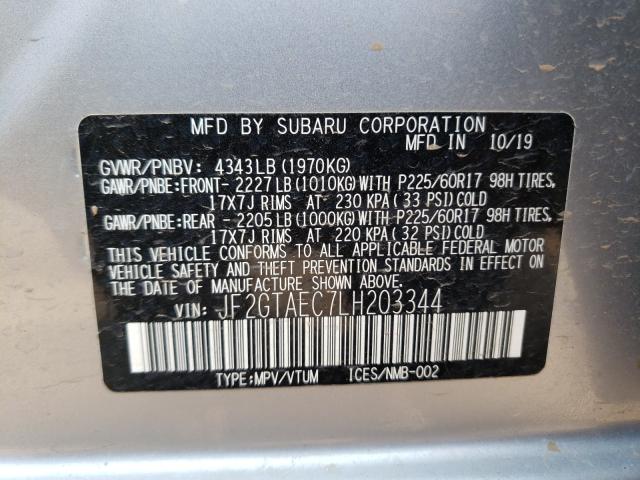 MFD BY SUBARU CORPORATION
MFD IN 10/19
GVWR/PNBV: 4343LB (1970KG)
GAWR/PNBE:FRONT- 2227 LB (1010KG) WITH P225/60R17 98H TIRES,
17X7J RIMS AT 230 KPA ( 33 PSI) COLD
GAWR/PNBE:REAR - 2205 LB (1000KG) WITH P225/60R17 98H TIRES,
17X7J RIMS AT 220 KPA ( 32 PSI) COLD
THIS VEHICLE CONFORMS TO ALL APPLICABLE FEDERAL MOTOR
VEHICLE SAFETY AND THEFT PREVENTION STANDARDS IN EFFECT ON
THE DATE OF MANUFACTURE SHOWN ABOVE.
VIN: JF2GTAEC7LH203344
TYPE:MPV/VTUM ICES/NMB-002